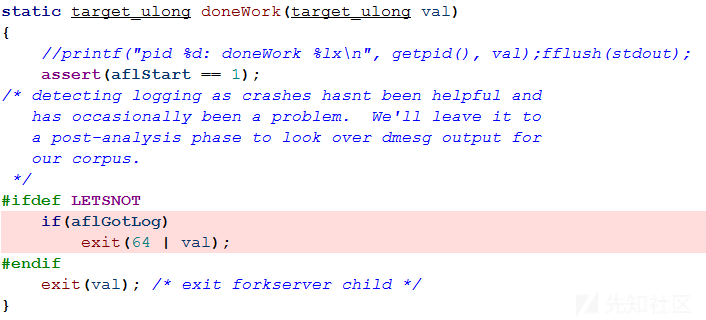 static target_ulong doneWork(target_ulong val)
{
    //printf("pid %d: doneWork %lx\n", getpid(), val);fflush(stdout);
    assert(aflStart == 1);
/* detecting logging as crashes hasnt been helpful and
   has occasionally been a problem.  We'll leave it to
   a post-analysis phase to look over dmesg output for
   our corpus.
 */
#ifdef LETSNOT
    if(aflGotLog)
        exit(64 | val);
#endif
    exit(val); /* exit forkserver child */
}
先知社区